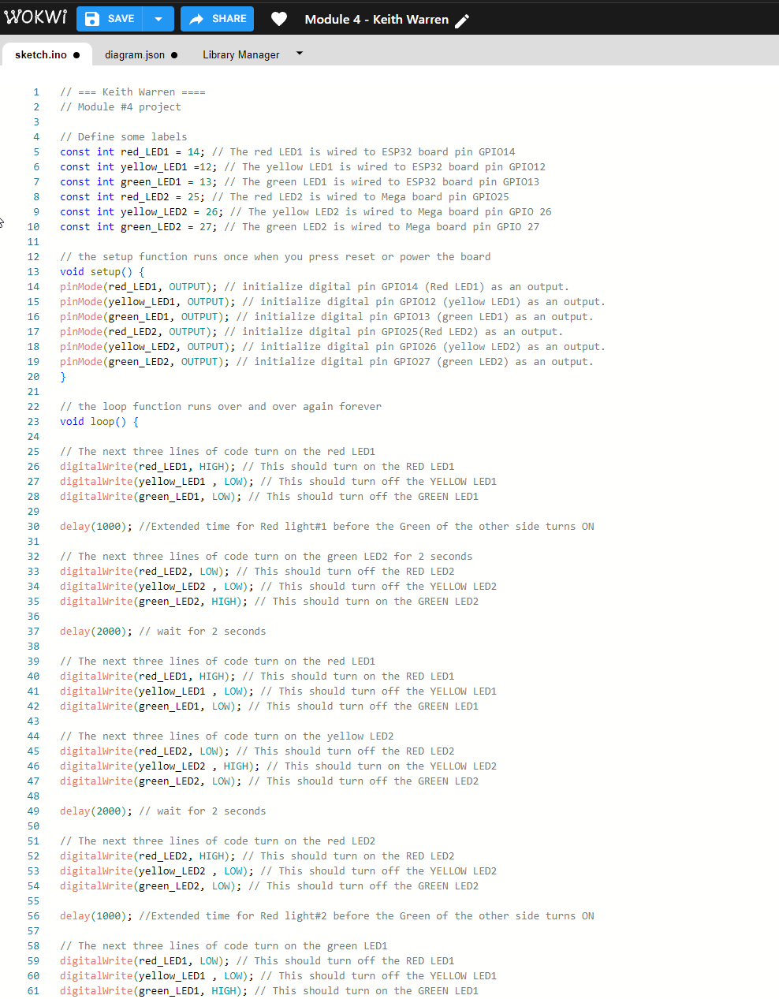 WOKWI SAVE SHARE Module 4 - Keith Warren
sketch.ino diagram.json Library Manager
1 // === Keith Warren ====
2 // Module #4 project
3
4 // Define some labels
5 const int red_LED1 = 14; // The red LED1 is wired to ESP32 board pin GPIO14
6 const int yellow_LED1 =12; // The yellow LED1 is wired to ESP32 board pin GPIO12
7 const int green_LED1 = 13; // The green LED1 is wired to ESP32 board pin GPIO13
8 const int red_LED2 = 25; // The red LED2 is wired to Mega board pin GPIO25
9 const int yellow_LED2 = 26; // The yellow LED2 is wired to Mega board pin GPIO 26
10 const int green_LED2 = 27; // The green LED2 is wired to Mega board pin GPIO 27
11
12 // the setup function runs once when you press reset or power the board
13 void setup() {
14 pinMode(red_LED1, OUTPUT); // initialize digital pin GPIO14 (Red LED1) as an output.
15 pinMode(yellow_LED1, OUTPUT); // initialize digital pin GPIO12 (yellow LED1) as an output.
16 pinMode(green_LED1, OUTPUT); // initialize digital pin GPIO13 (green LED1) as an output.
17 pinMode(red_LED2, OUTPUT); // initialize digital pin GPIO25(Red LED2) as an output.
18 pinMode(yellow_LED2, OUTPUT); // initialize digital pin GPIO26 (yellow LED2) as an output.
19 pinMode(green_LED2, OUTPUT); // initialize digital pin GPIO27 (green LED2) as an output.
20 }
21
22 // the loop function runs over and over again forever
23 void loop() {
24
25 // The next three lines of code turn on the red LED1
26 digitalWrite(red_LED1, HIGH); // This should turn on the RED LED1
27 digitalWrite(yellow_LED1 , LOW); // This should turn off the YELLOW LED1
28 digitalWrite(green_LED1, LOW); // This should turn off the GREEN LED1
29
30 delay(1000); //Extended time for Red light#1 before the Green of the other side turns ON
31
32 // The next three lines of code turn on the green LED2 for 2 seconds
33 digitalWrite(red_LED2, LOW); // This should turn off the RED LED2
34 digitalWrite(yellow_LED2 , LOW); // This should turn off the YELLOW LED2
35 digitalWrite(green_LED2, HIGH); // This should turn on the GREEN LED2
36
37 delay(2000); // wait for 2 seconds
38
39 // The next three lines of code turn on the red LED1
40 digitalWrite(red_LED1, HIGH); // This should turn on the RED LED1
41 digitalWrite(yellow_LED1 , LOW); // This should turn off the YELLOW LED1
42 digitalWrite(green_LED1, LOW); // This should turn off the GREEN LED1
43
44 // The next three lines of code turn on the yellow LED2
45 digitalWrite(red_LED2, LOW); // This should turn off the RED LED2
46 digitalWrite(yellow_LED2 , HIGH); // This should turn on the YELLOW LED2
47 digitalWrite(green_LED2, LOW); // This should turn off the GREEN LED2
48
49 delay(2000); // wait for 2 seconds
50
51 // The next three lines of code turn on the red LED2
52 digitalWrite(red_LED2, HIGH); // This should turn on the RED LED2
53 digitalWrite(yellow_LED2 , LOW); // This should turn off the YELLOW LED2
54 digitalWrite(green_LED2, LOW); // This should turn off the GREEN LED2
55
56 delay(1000); //Extended time for Red light#2 before the Green of the other side turns ON
57
58 // The next three lines of code turn on the green LED1
59 digitalWrite(red_LED1, LOW); // This should turn off the RED LED1
60 digitalWrite(yellow_LED1 , LOW); // This should turn off the YELLOW LED1
61 digitalWrite(green_LED1, HIGH); // This should turn on the GREEN LED1